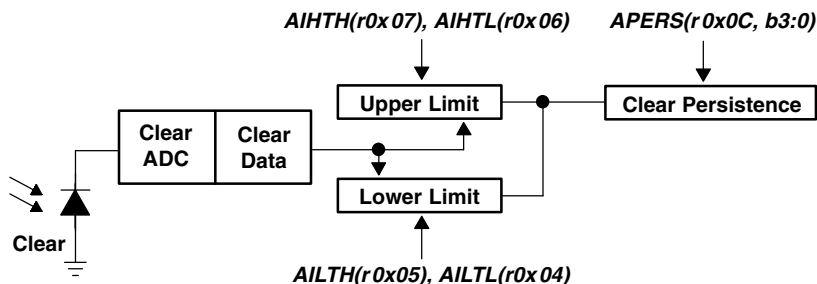 AIHTH(r0x07), AIHTL(r0x06)
APERS(r0x0C, b3:0)
Upper Limit
Clear Persistence
Clear
ADC
Clear
Data
Lower Limit
Clear
AILTH(r0x05), AILTL(r0x04)